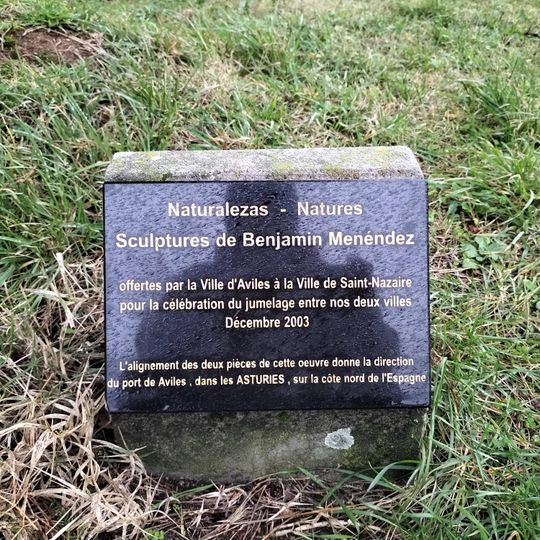 Naturalezas - Natures
Sculptures de Benjamin Menéndez
offertes par la Ville d'Aviles à la Ville de Saint-Nazaire
pour la célébration du jumelage entre nos deux villes
Décembre 2003
L'alignement des deux pièces de cette oeuvre donne la direction
du port de Aviles , dans les ASTURIES , sur la côte nord de l'Espagne